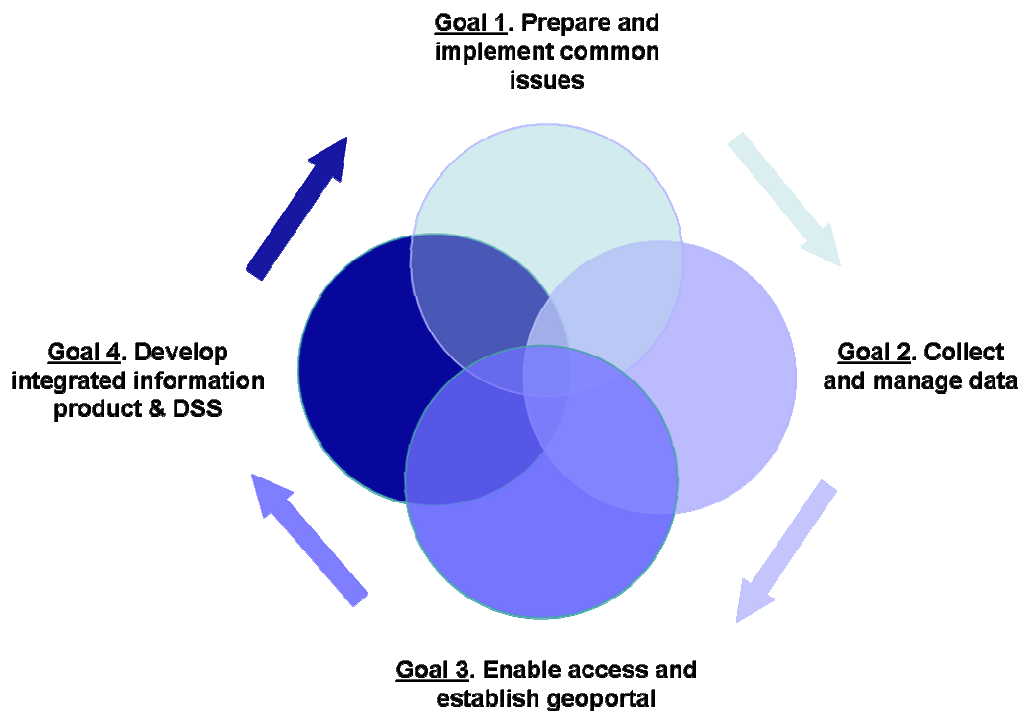 Goal 1. Prepare and
implement common
issues
Goal 4. Develop
integrated information
product & DSS
Goal 2. Collect
and manage data
Goal 3. Enable access and
establish geoportal